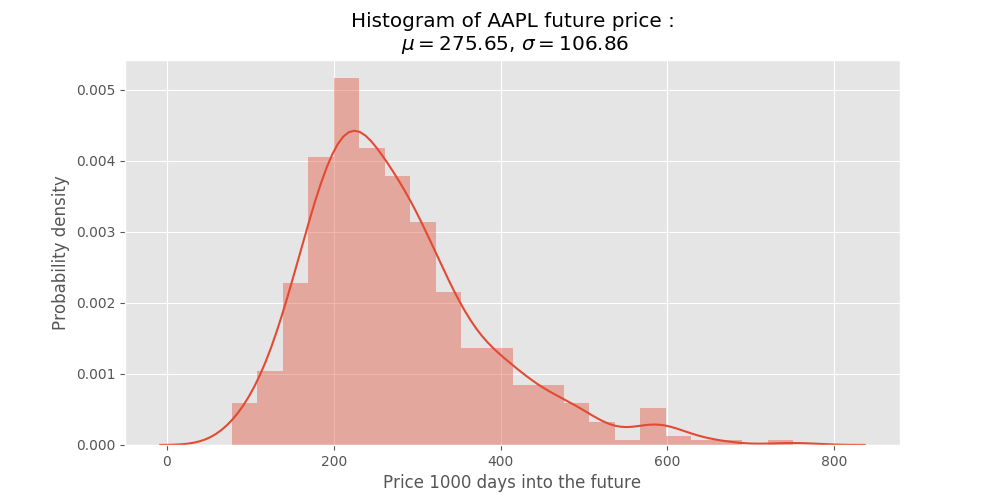 Histogram of AAPL future price :
μ = 275.65, σ = 106.86
0.005
0.004
0.003
0.002
0.001
0.000
Probability density
0 200 400 600 800
Price 1000 days into the future